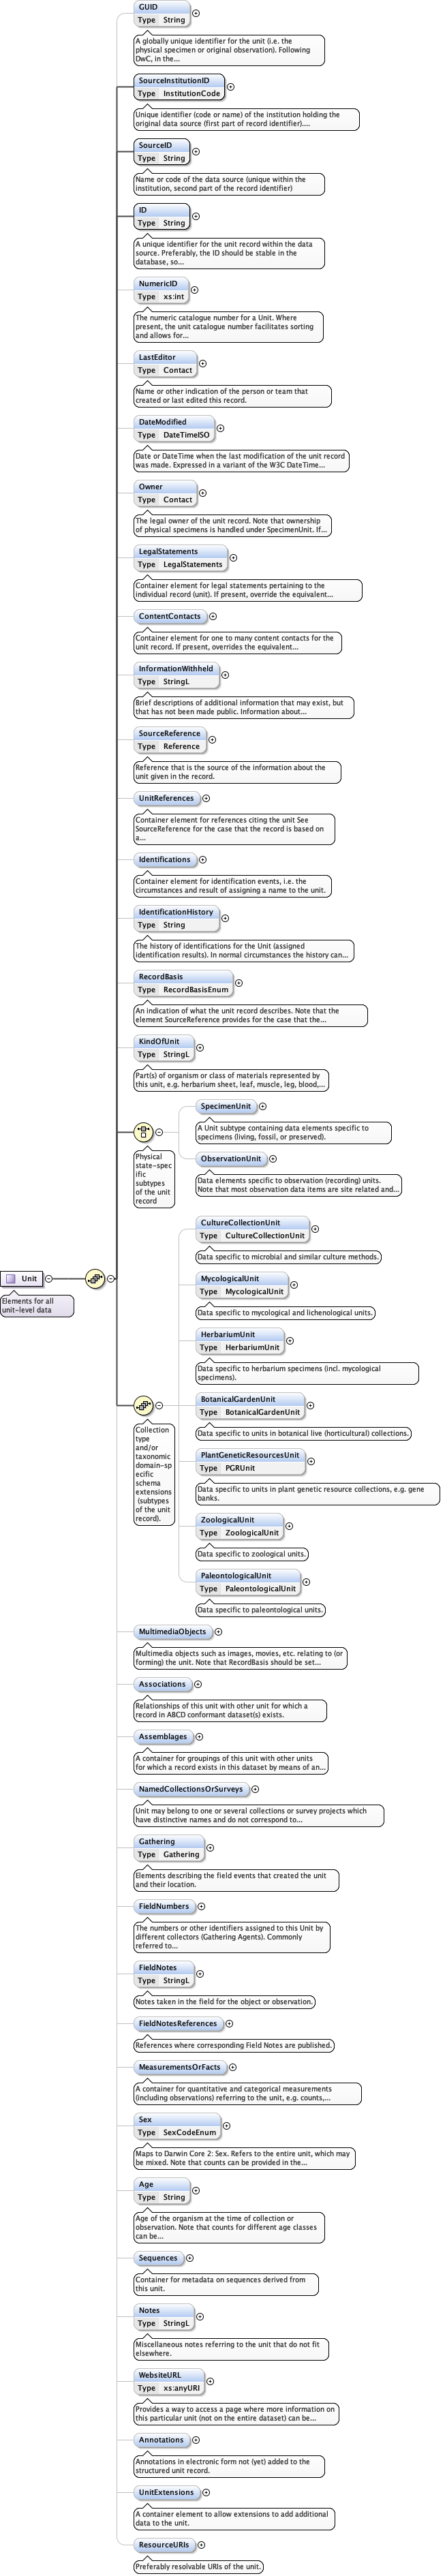 GUID
Type String
A globally unique identifier for the unit (i.e. the
physical specimen or original observation). Following
DwC, in the...
SourceInstitutionID
Type InstitutionCode
Unique identifier (code or name) of the institution holding the
original data source (first part of record identifier)....
SourceID
Type String
Name or code of the data source (unique within the
institution, second part of the record identifier)
ID
Type String
A unique identifier for the unit record within the data
source. Preferably, the ID should be stable in the
database, so...
NumericID
Type xs:int
The numeric catalogue number for a Unit. Where
present, the unit catalogue number facilitates sorting
and allows for...
LastEditor
Type Contact
Name or other indication of the person or team that
created or last edited this record.
DateModified
Type DateTimeISO
Date or DateTime when the last modification of the unit record
was made. Expressed in a variant of the W3C DateTime...
Owner
Type Contact
The legal owner of the unit record. Note that ownership
of physical specimens is handled under SpecimenUnit. If...
LegalStatements
Type LegalStatements
Container element for legal statements pertaining to the
individual record (unit). If present, override the equivalent...
ContentContacts
Container element for one to many content contacts for the
unit record. If present, overrides the equivalent...
InformationWithheld
Type StringL
Brief descriptions of additional information that may exist, but
that has not been made public. Information about...
SourceReference
Type Reference
Reference that is the source of the information about the
unit given in the record.
UnitReferences
Container element for references citing the unit See
SourceReference for the case that the record is based on
a...
Identifications
Container element for identification events, i.e. the
circumstances and result of assigning a name to the unit.
IdentificationHistory
Type String
The history of identifications for the Unit (assigned
identification results). In normal circumstances the history can...
RecordBasis
Type RecordBasisEnum
An indication of what the unit record describes. Note that the
element SourceReference provides for the case that the...
KindOfUnit
Type StringL
Part(s) of organism or class of materials represented by
this unit, e.g. herbarium sheet, leaf, muscle, leg, blood,...
SpecimenUnit
A Unit subtype containing data elements specific to
specimens (living, fossil, or preserved).
Physical
state-spec
ific
subtypes
of the unit
record
ObservationUnit
Data elements specific to observation (recording) units.
Note that most observation data items are site related and...
CultureCollectionUnit
Type CultureCollectionUnit
Data specific to microbial and similar culture methods.
Unit
Elements for all
unit-level data
MycologicalUnit
Type MycologicalUnit
Data specific to mycological and lichenological units.
HerbariumUnit
Type HerbariumUnit
Data specific to herbarium specimens (incl. mycological
specimens).
BotanicalGardenUnit
Type BotanicalGardenUnit
Data specific to units in botanical live (horticultural) collections.
Collection
type
and/or
taxonomic
domain-sp
ecific
schema
extensions
(subtypes
of the unit
record).
PlantGeneticResourcesUnit
Type PGRUnit
Data specific to units in plant genetic resource collections, e.g. gene
banks.
ZoologicalUnit
Type ZoologicalUnit
Data specific to zoological units.
PaleontologicalUnit
Type PaleontologicalUnit
Data specific to paleontological units.
MultimediaObjects
Multimedia objects such as images, movies, etc. relating to (or
forming) the unit. Note that RecordBasis should be set...
Associations
Relationships of this unit with other unit for which a
record in ABCD conformant dataset(s) exists.
Assemblages
A container for groupings of this unit with other units
for which a record exists in this dataset by means of an...
NamedCollectionsOrSurveys
Unit may belong to one or several collections or survey projects which
have distinctive names and do not correspond to...
Gathering
Type Gathering
Elements describing the field events that created the unit
and their location.
FieldNumbers
The numbers or other identifiers assigned to this Unit by
different collectors (Gathering Agents). Commonly
referred to...
FieldNotes
Type StringL
Notes taken in the field for the object or observation.
FieldNotesReferences
References where corresponding Field Notes are published.
MeasurementsOrFacts
A container for quantitative and categorical measurements
(including observations) referring to the unit, e.g. counts,...
Sex
Type SexCodeEnum
Maps to Darwin Core 2: Sex. Refers to the entire unit, which may
be mixed. Note that counts can be provided in the...
Age
Type String
Age of the organism at the time of collection or
observation. Note that counts for different age classes
can be...
Sequences
Container for metadata on sequences derived from
this unit.
Notes
Type StringL
Miscellaneous notes referring to the unit that do not fit
elsewhere.
WebsiteURL
Type xs:anyURI
Provides a way to access a page where more information on
this particular unit (not on the entire dataset) can be...
Annotations
Annotations in electronic form not (yet) added to the
structured unit record.
UnitExtensions
A container element to allow extensions to add additional
data to the unit.
ResourceURIs
Preferably resolvable URIs of the unit.